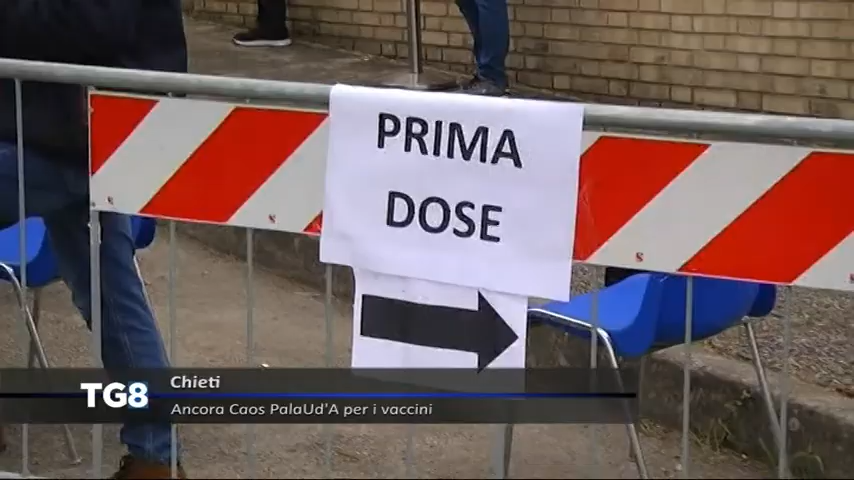 PRIMA
DOSE
TG8
Chieti
Ancora Caos PalaUd'A per i vaccini